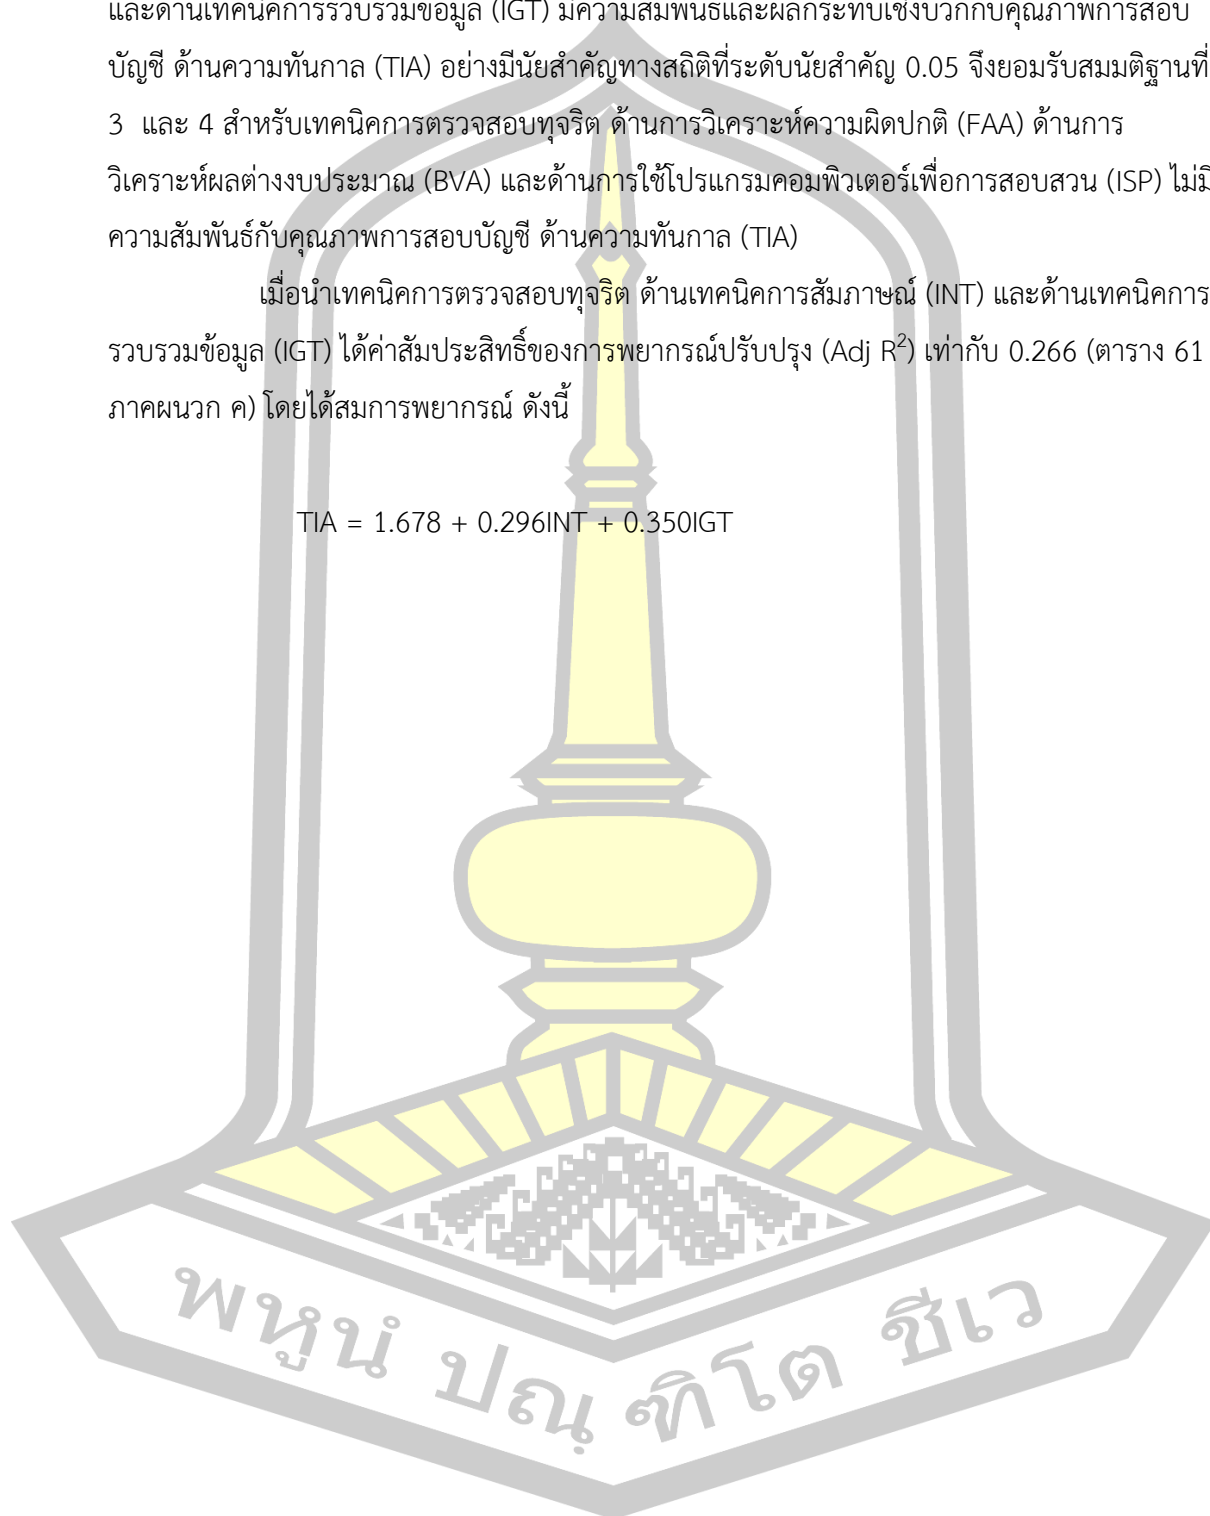 และด้านเทคนิคการรวบรวมข้อมูล (IGT) มีความสัมพันธ์และผลกระทบเชิงบวกกับคุณภาพการสอบ
บัญชี ด้านความทันกาล (TIA) อย่างมีนัยสำคัญทางสถิติที่ระดับนัยสำคัญ 0.05 จึงยอมรับสมมติฐานที่
3 และ 4 สำหรับเทคนิคการตรวจสอบทุจริต ด้านการวิเคราะห์ความผิดปกติ (FAA) ด้านการ
วิเคราะห์ผลต่างงบประมาณ (BVA) และด้านการใช้โปรแกรมคอมพิวเตอร์เพื่อการสอบสวน (ISP) ไม่มี
ความสัมพันธ์กับคุณภาพการสอบบัญชี ด้านความทันกาล (TIA)
เมื่อนำเทคนิคการตรวจสอบทุจริต ด้านเทคนิคการสัมภาษณ์ (INT) และด้านเทคนิคการ
รวบรวมข้อมูล (IGT) ได้ค่าสัมประสิทธิ์ของการพยากรณ์ปรับปรุง (Adj R²) เท่ากับ 0.266 (ตาราง 61
ภาคผนวก ค) โดยได้สมการพยากรณ์ ดังนี้
TIA = 1.678 + 0.296INT + 0.350IGT
พหูนํ ปณฺ ฑิโต ชีเว